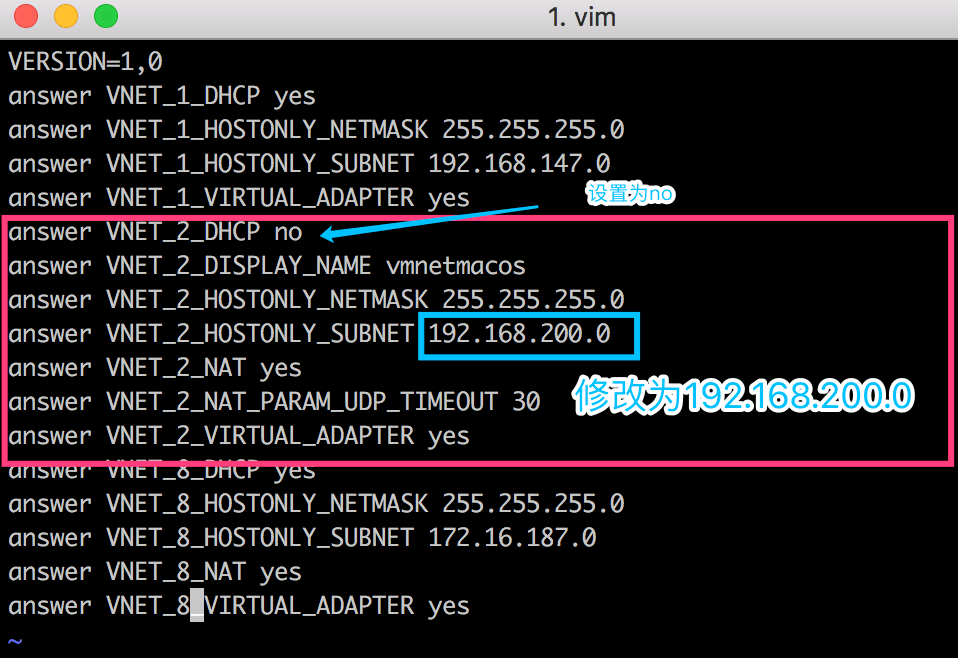 1. vim
VERSION=1,0
answer VNET_1_DHCP yes
answer VNET_1_HOSTONLY_NETMASK 255.255.255.0
answer VNET_1_HOSTONLY_SUBNET 192.168.147.0
answer VNET_1_VIRTUAL_ADAPTER yes
设置为no
answer VNET_2_DHCP no
answer VNET_2_DISPLAY_NAME vmnetmacos
answer VNET_2_HOSTONLY_NETMASK 255.255.255.0
answer VNET_2_HOSTONLY_SUBNET 192.168.200.0
answer VNET_2_NAT yes
answer VNET_2_NAT_PARAM_UDP_TIMEOUT 30
修改为192.168.200.0
answer VNET_2_VIRTUAL_ADAPTER yes
answer VNET_8_DHCP yes
answer VNET_8_HOSTONLY_NETMASK 255.255.255.0
answer VNET_8_HOSTONLY_SUBNET 172.16.187.0
answer VNET_8_NAT yes
answer VNET_8_VIRTUAL_ADAPTER yes
~